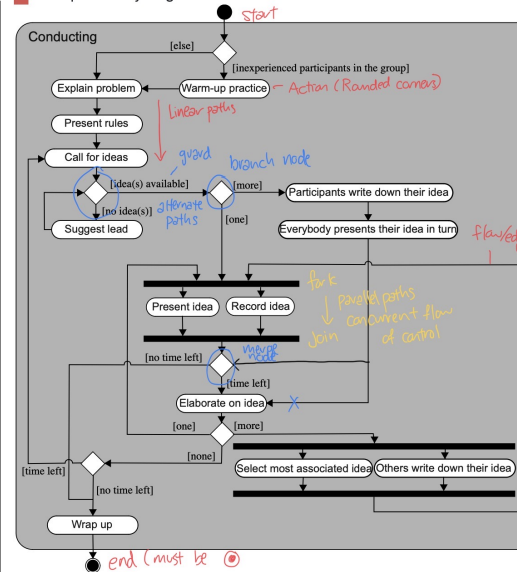 start
Conducting
[else]
[inexperienced participants in the group]
Explain problem
Warm-up practice
- Action (Rounded corners)
Linear paths
Present rules
Call for ideas
guard
branch node
[idea(s) available]
[more]
Participants write down their idea
[no idea(s)]
alternate
paths
[one]
Suggest lead
Everybody presents their idea in turn
flow/ed
fork
Present idea
Record idea
parallel paths
concurrent flow
of control
Join
[no time left]
merge
node
[time left]
Elaborate on idea
X
[one]
[more]
[none]
[time left]
Select most associated idea
Others write down their idea
[no time left]
Wrap up
end (must be